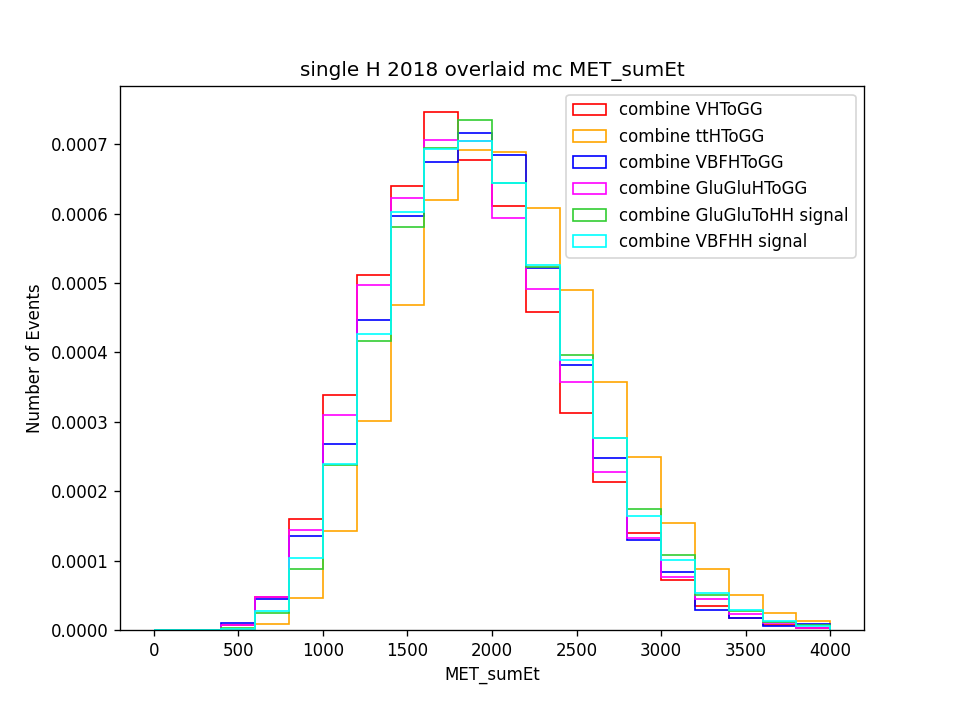 single H 2018 overlaid mc MET_sumEt
combine VHToGG
combine ttHToGG
combine VBFHToGG
combine GluGluHToGG
combine GluGluToHH signal
combine VBFHH signal
Number of Events
0.0007
0.0006
0.0005
0.0004
0.0003
0.0002
0.0001
0.0000
0 500 1000 1500 2000 2500 3000 3500 4000
MET_sumEt